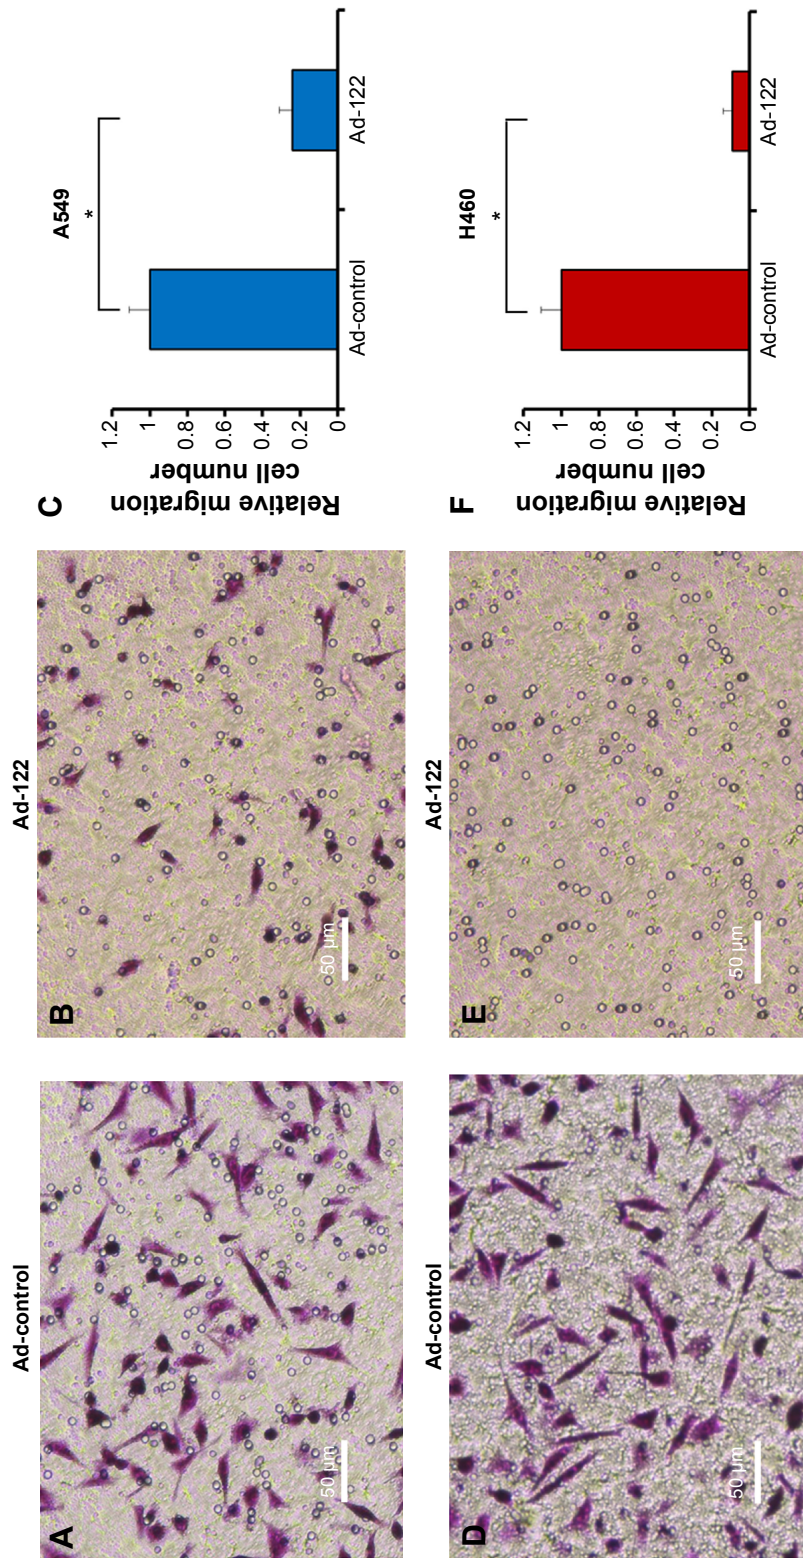 Ad-control
A
50 µm
Ad-122
B
50 µm
C
A549
*
Relative migration
cell number
1.2
1
0.8
0.6
0.4
0.2
0
Ad-control
Ad-122
Ad-control
D
50 µm
Ad-122
E
50 µm
F
H460
*
Relative migration
cell number
1.2
1
0.8
0.6
0.4
0.2
0
Ad-control
Ad-122